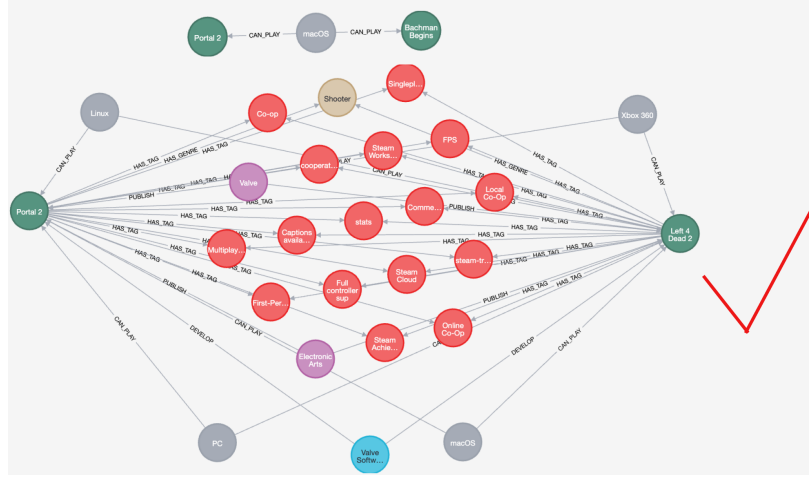 Portal 2
CAN_PLAY
macOS
CAN_PLAY
Bachman
Begins
Singlepl...
Shooter
Linux
Co-op
Xbox 360
HAS_TAG
HAS_GENRE
HAS_TAG
Steam
Works...
FPS
HAS_TAG
CAN_PLAY
cooperat...
HAS_GENRE
CAN_PLAY
CAN_PLAY
Valve
PUBLISH
HAS_TAG
HAS_TAG
Local
Co-Op
HAS_TAG
HAS_TAG
Portal 2
HAS_TAG
Comme...
PUBLISH
HAS_TAG
stats
HAS_TAG
Captions
availa...
HAS_TAG
HAS_TAG
Left 4
Dead 2
Multiplay...
HAS_TAG
HAS_TAG
steam-tr...
HAS_TAG
HAS_TAG
Steam
Cloud
HAS_TAG
Full
controller
sup
HAS_TAG
HAS_TAG
First-Per...
PUBLISH
HAS_TAG
HAS_TAG
PUBLISH
CAN_PLAY
DEVELOP
CAN_PLAY
Steam
Achie...
Online
Co-Op
DEVELOP
CAN_PLAY
Electronic
Arts
PC
Valve
Softw...
macOS